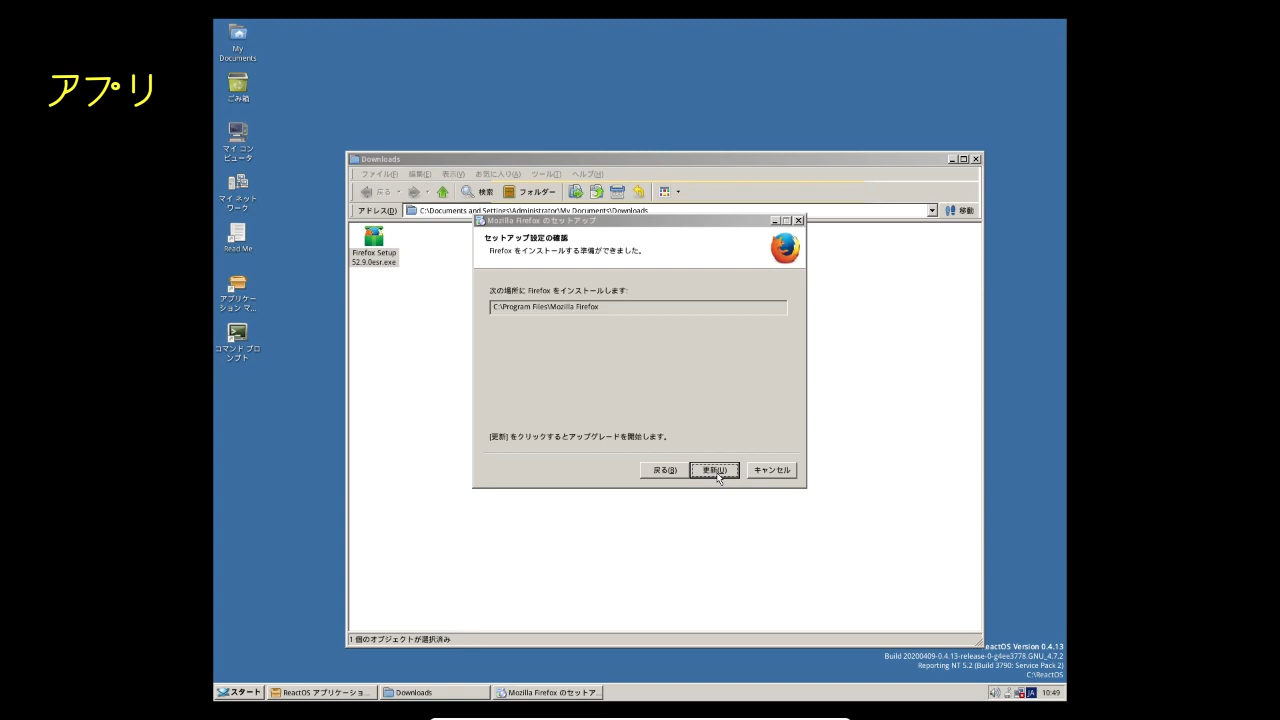 アプリ
My
Documents
ごみ箱
マイ コン
ピュータ
マイ ネット
ワーク
Read Me
アプリケー
ション マ...
コマンド プロ
ンプト
Downloads
ファイル(F) 編集(E) 表示(V) お気に入り(A) ツール(T) ヘルプ(H)
戻る 検索 フォルダー
アドレス(D) C:\Documents and Settings\Administrator\My Documents\Downloads 移動
Firefox Setup
52.9.0esr.exe
Mozilla Firefox のセットアップ
セットアップ設定の確認
Firefox をインストールする準備ができました。
次の場所に Firefox をインストールします:
C:\Program Files\Mozilla Firefox
[更新] をクリックするとアップグレードを開始します。
戻る(B) 更新(U) キャンセル
1 個のオブジェクトが選択済み
eactOS Version 0.4.13
Build 20200409-0.4.13-release-0-g4ee3778.GNU_4.7.2
Reporting NT 5.2 (Build 3790: Service Pack 2)
C:\ReactOS
スタート ReactOS アプリケーショ... Downloads Mozilla Firefox のセットア... JA 10:49